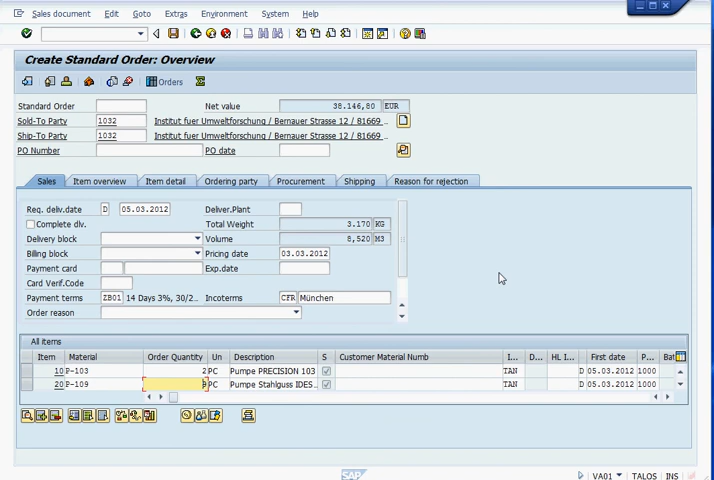 Sales document Edit Goto Extras Environment System Help
Create Standard Order: Overview
Orders
Standard Order Net value 38.146,80 EUR
Sold-To Party 1032 Institut fuer Umweltforschung / Bernauer Strasse 12 / 81669 ..
Ship-To Party 1032 Institut fuer Umweltforschung / Bernauer Strasse 12 / 81669 ..
PO Number PO date
Sales Item overview Item detail Ordering party Procurement Shipping Reason for rejection
Req. deliv.date D 05.03.2012 Deliver.Plant
Complete dlv. Total Weight 3.170 KG
Delivery block Volume 8,520 M3
Billing block Pricing date 03.03.2012
Payment card Exp.date
Card Verif.Code
Payment terms ZB01 14 Days 3%, 30/2... Incoterms CFR München
Order reason
All items
Item Material Order Quantity Un Description S Customer Material Numb I... D... HL I... First date P... Bat
10 P-103 2 PC Pumpe PRECISION 103 TAN D 05.03.2012 1000
20 P-109 PC Pumpe Stahlguss IDES... TAN D 05.03.2012 1000
SAP VA01 TALOS INS